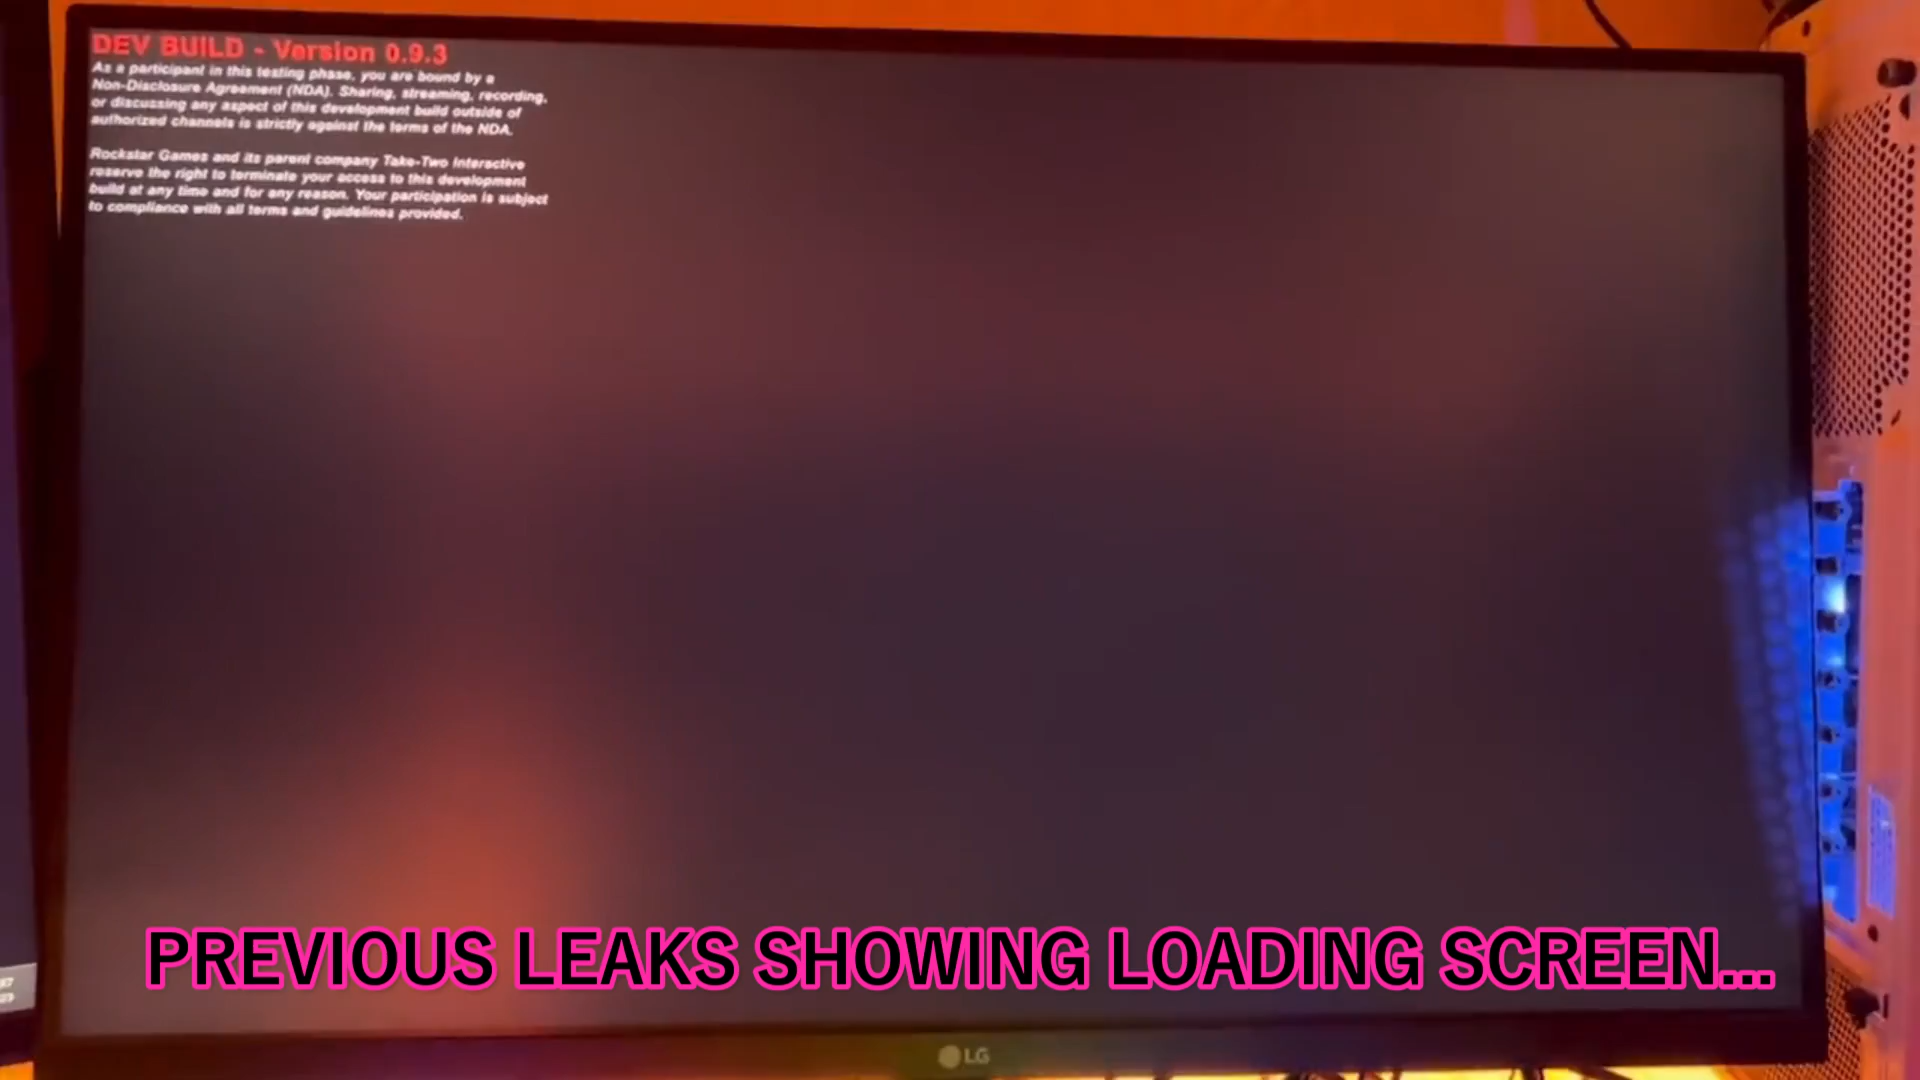 DEV BUILD - Version 0.9.3
As a participant in this testing phase, you are bound by a
Non-Disclosure Agreement (NDA). Sharing, streaming, recording,
or discussing any aspect of this development build outside of
authorized channels is strictly against the terms of the NDA.
Rockstar Games and its parent company Take-Two Interactive
reserve the right to terminate your access to this development
build at any time and for any reason. Your participation is subject
to compliance with all terms and guidelines provided.
PREVIOUS LEAKS SHOWING LOADING SCREEN...
LG